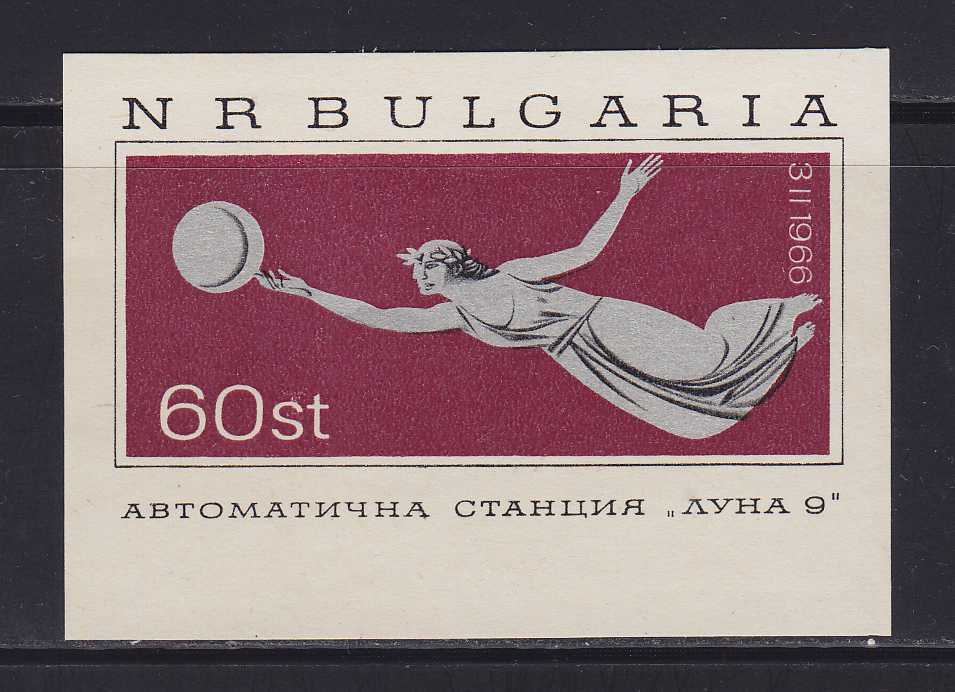 N R BULGARIA
3 II 1966
60st
АВТОМАТИЧНА СТАНЦИЯ „ЛУНА 9"